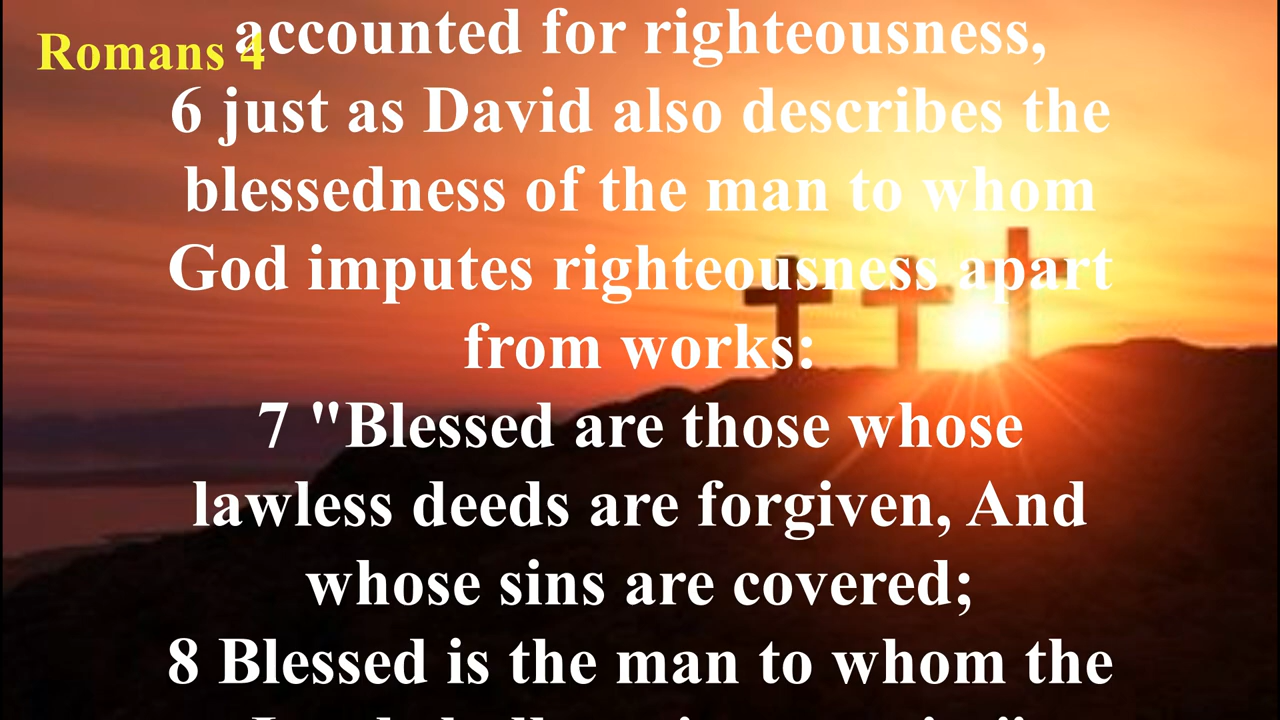 Romans 4
accounted for righteousness,
6 just as David also describes the
blessedness of the man to whom
God imputes righteousness apart
from works:
7 "Blessed are those whose
lawless deeds are forgiven, And
whose sins are covered;
8 Blessed is the man to whom the